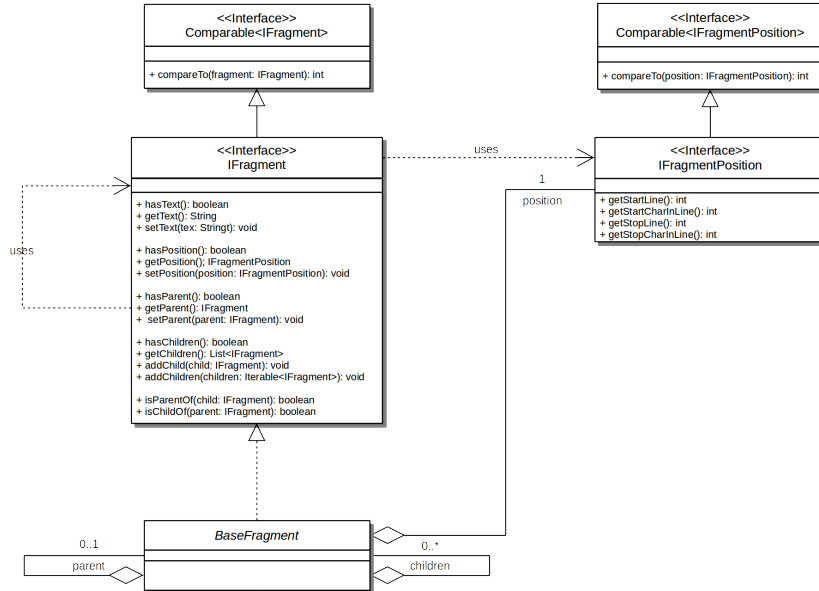 <<Interface>>
Comparable<IFragment>
+ compareTo(fragment: IFragment): int
<<Interface>>
Comparable<IFragmentPosition>
+ compareTo(position: IFragmentPosition): int
<<Interface>>
IFragment
uses
<<Interface>>
IFragmentPosition
+ getStartLine(): int
+ getStartCharInLine(): int
+ getStopLine(): int
+ getStopCharInLine(): int
1
position
uses
+ hasText(): boolean
+ getText(): String
+ setText(tex: Stringt): void
+ hasPosition(): boolean
+ getPosition(); IFragmentPosition
+ setPosition(position: IFragmentPosition): void
+ hasParent(): boolean
+ getParent(): IFragment
+ setParent(parent: IFragment): void
+ hasChildren(): boolean
+ getChildren(): List<IFragment>
+ addChild(child: IFragment): void
+ addChildren(children: Iterable<IFragment>): void
+ isParentOf(child: IFragment): boolean
+ isChildOf(parent: IFragment): boolean
BaseFragment
0..1
parent
0..*
children